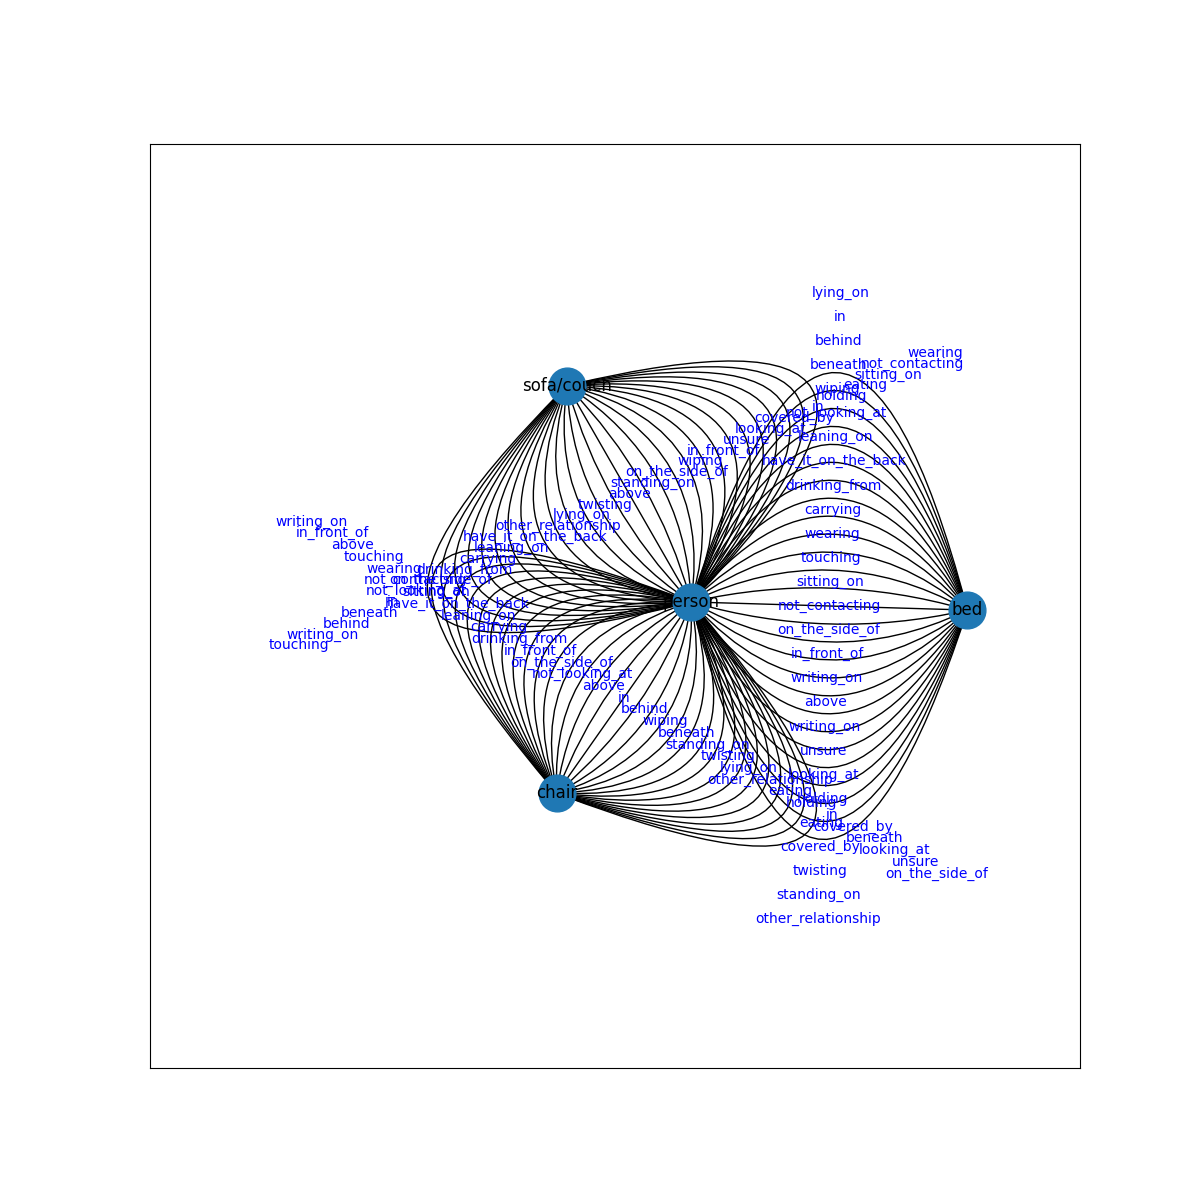 lying_on
in
behind
wearing
beneath
not_contacting
sitting_on
eating
sofa/couch
wiping
holding
in
not_looking_at
covered_by
looking_at
leaning_on
unsure
in_front_of
wiping
have_it_on_the_back
on_the_side_of
standing_on
drinking_from
above
twisting
carrying
lying_on
writing_on
other_relationship
in_front_of
wearing
have_it_on_the_back
above
leaning_on
touching
touching
carrying
wearing
drinking_from
not_contacting
on_the_side_of
sitting_on
not_looking_at
sitting_on
in
have_it_on_the_back
person
not_contacting
bed
beneath
leaning_on
behind
carrying
on_the_side_of
writing_on
drinking_from
touching
in_front_of
in_front_of
on_the_side_of
not_looking_at
writing_on
above
in
above
behind
wiping
writing_on
beneath
standing_on
unsure
twisting
lying_on
looking_at
other_relationship
eating
chair
holding
holding
in
eating
covered_by
beneath
covered_by
looking_at
unsure
twisting
on_the_side_of
standing_on
other_relationship